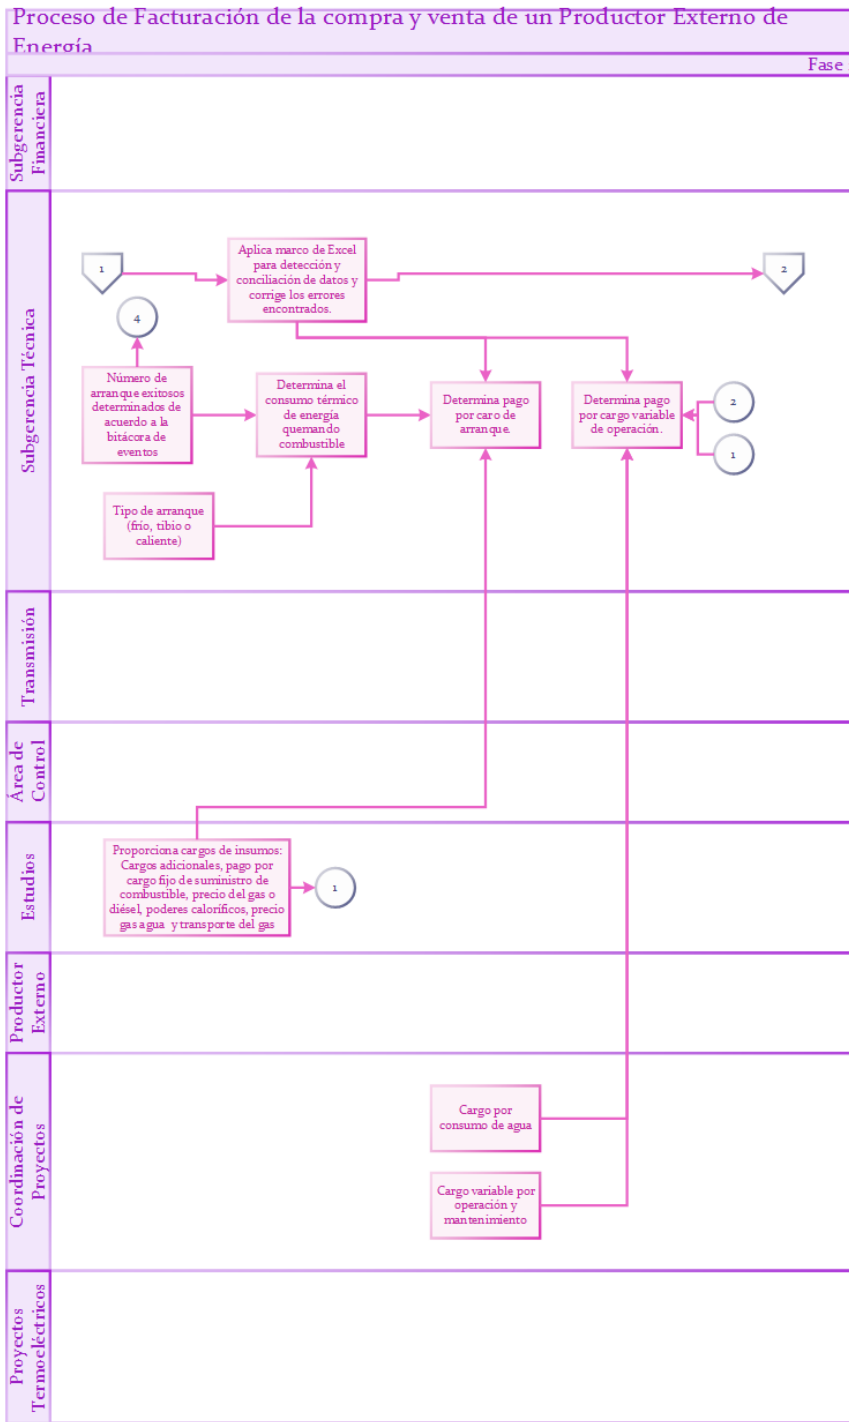 Proceso de Facturación de la compra y venta de un Productor Externo de
Energía
Fase
Subgerencia
Financiera
Subgerencia Técnica
1
Aplica marco de Excel
para detección y
conciliación de datos y
corrige los errores
encontrados.
2
4
Número de
arranque exitosos
determinados de
acuerdo a la
bitácora de
eventos
Determina el
consumo térmico
de energía
quemando
combustible
Determina pago
por caro de
arranque.
Determina pago
por cargo variable
de operación.
2
1
Tipo de arranque
(frío, tibio o
caliente)
Transmisión
Área de
Control
Estudios
Proporciona cargos de insumos:
Cargos adicionales, pago por
cargo fijo de suministro de
combustible, precio del gas o
diésel, poderes caloríficos, precio
gas agua y transporte del gas
1
Productor
Externo
Coordinación de
Proyectos
Cargo por
consumo de agua
Cargo variable por
operación y
mantenimiento
Proyectos
Termoeléctricos